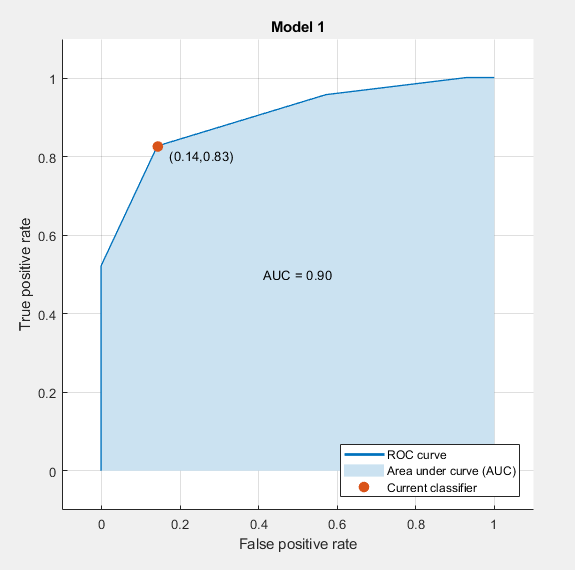 Model 1
1
0.8
0.6
0.4
0.2
0
True positive rate
(0.14,0.83)
AUC = 0.90
ROC curve
Area under curve (AUC)
Current classifier
0 0.2 0.4 0.6 0.8 1
False positive rate